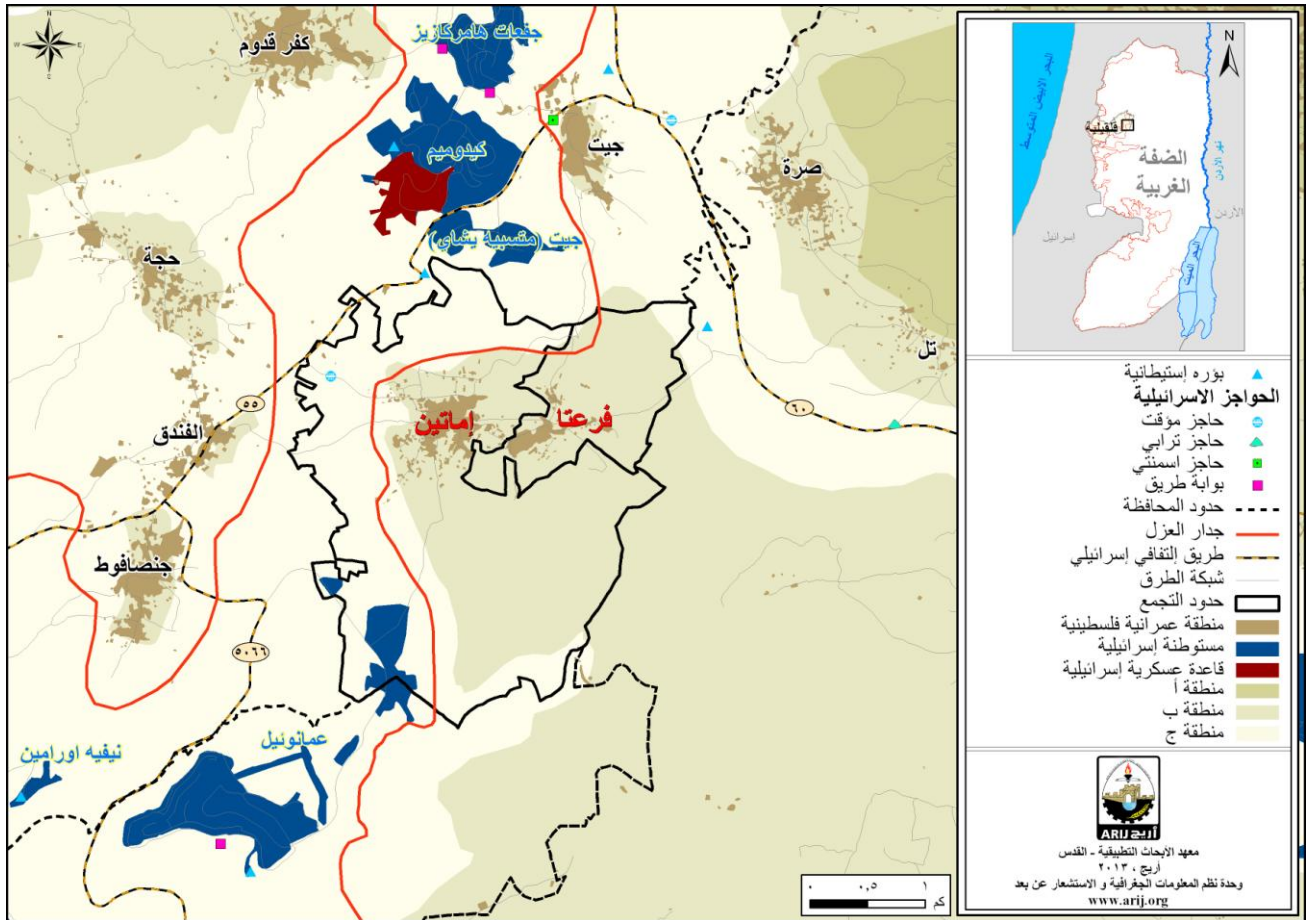 N
W
E
S
كفر قدوم
جفعات هامركازيز
كيدوميم
جيت
صرة
جيت (متسبيه يشاي)
حجة
تل
٥٥
٦٠
الفندق
إماتين
فرعتا
جنصافوط
٥٠٦٦
عمانوئيل
نيفيه اورامين
٠ ٠,٥ ١
كم
N
البحر الابيض المتوسط
قلقيلية
الضفة
الغربية
نهر الاردن
الأردن
إسرائيل
البحر الميت
بؤره إستيطانية
الحواجز الاسرائيلية
حاجز مؤقت
حاجز ترابي
حاجز اسمنتي
بوابة طريق
حدود المحافظة
جدار العزل
طريق إلتفافي إسرائيلي
شبكة الطرق
حدود التجمع
منطقة عمرانية فلسطينية
مستوطنة إسرائيلية
قاعدة عسكرية إسرائيلية
منطقة أ
منطقة ب
منطقة ج
ARIJ أريج
معهد الأبحاث التطبيقية - القدس
أريج ، ٢٠١٣
وحدة نظم المعلومات الجغرافية و الاستشعار عن بعد
www.arij.org